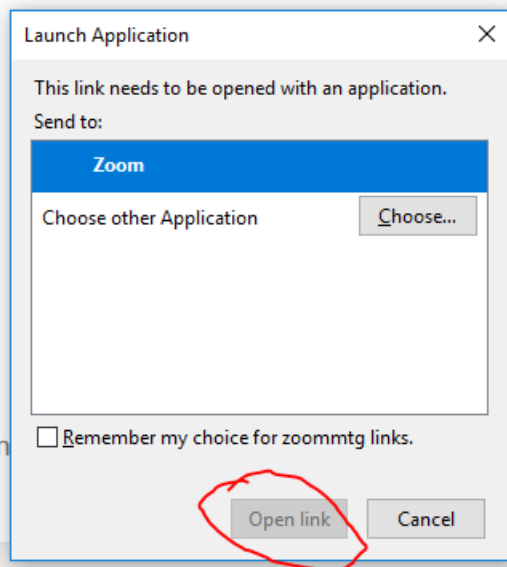 Launch Application
This link needs to be opened with an application.
Send to:
Zoom
Choose other Application
Choose...
Remember my choice for zoommtg links.
Open link
Cancel